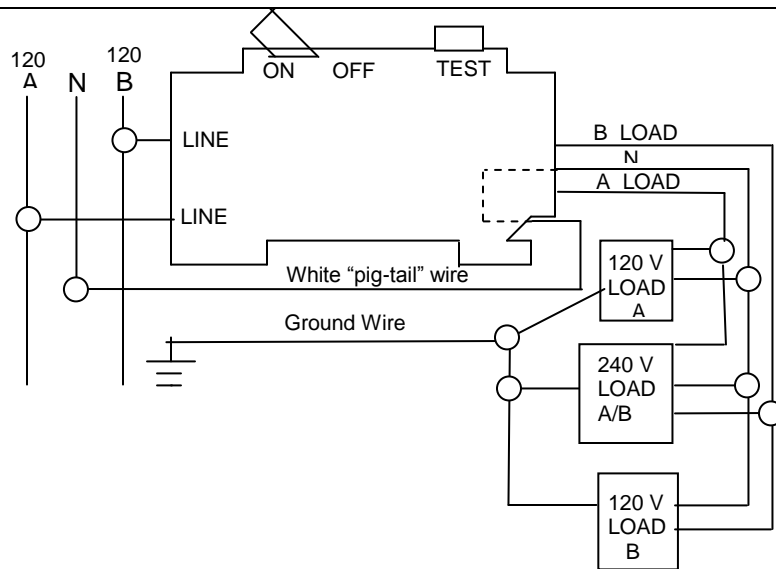 120
A
N
120
B
ON
OFF
TEST
LINE
LINE
B LOAD
N
A LOAD
White “pig-tail” wire
Ground Wire
120 V
LOAD
A
240 V
LOAD
A/B
120 V
LOAD
B